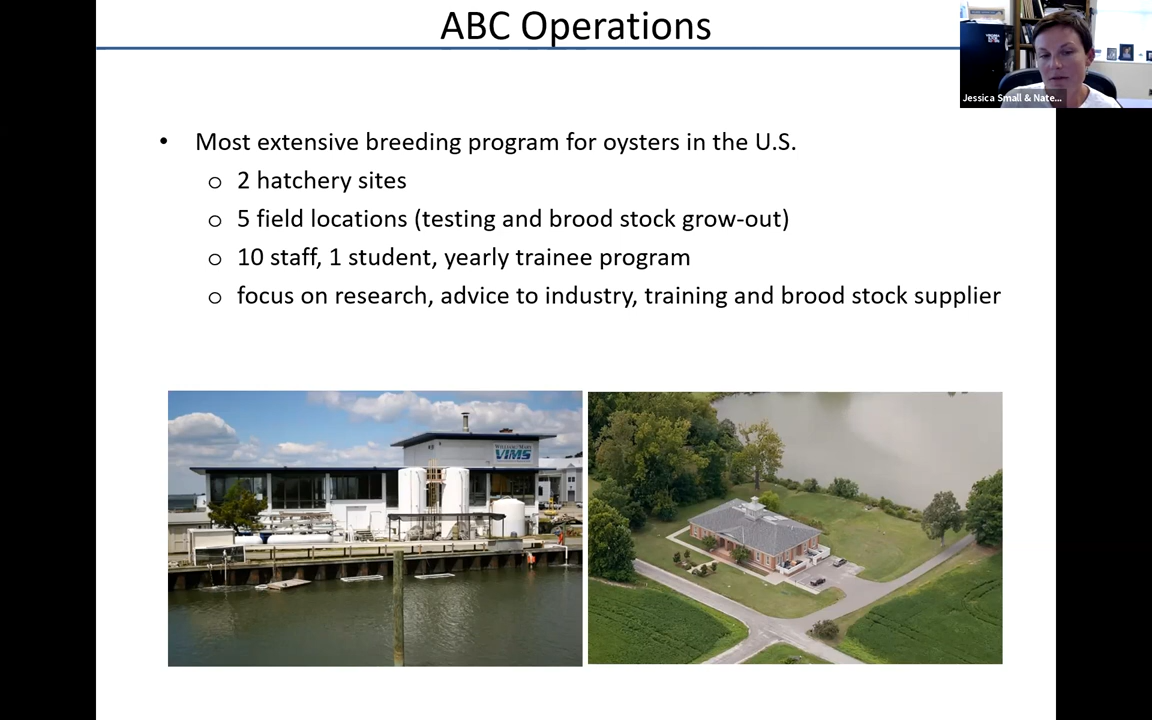 ABC Operations
Jessica Small & Nate...
• Most extensive breeding program for oysters in the U.S.
o 2 hatchery sites
o 5 field locations (testing and brood stock grow-out)
o 10 staff, 1 student, yearly trainee program
o focus on research, advice to industry, training and brood stock supplier
WILLIAM & MARY
VIMS